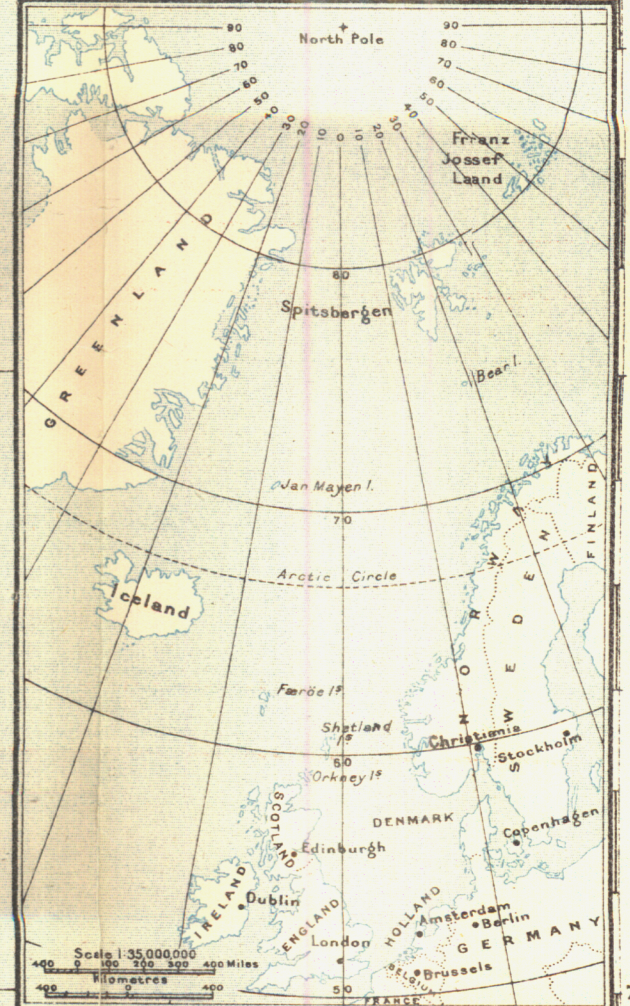 90
80
70
60
50
40
30
20
10
0
10
20
30
40
50
60
70
80
90
North Pole
Frranz
Jossef
Laand
GREENLAND
80
Spitsbergen
Bear I.
Jan Mayen I.
70
Arctic Circle
Iceland
NORWAY
SWEDEN
FINLAND
Færöe Is
Shetland
Is
Christiania
Stockholm
60
Orkney Is
SCOTLAND
DENMARK
Copenhagen
Edinburgh
IRELAND
Dublin
ENGLAND
London
HOLLAND
Amsterdam
Berlin
GERMANY
BELGIUM
Brussels
Scale 1:35,000,000
400 0 100 200 300 400 Miles
Kilometres
400 0 400
50
FRANCE